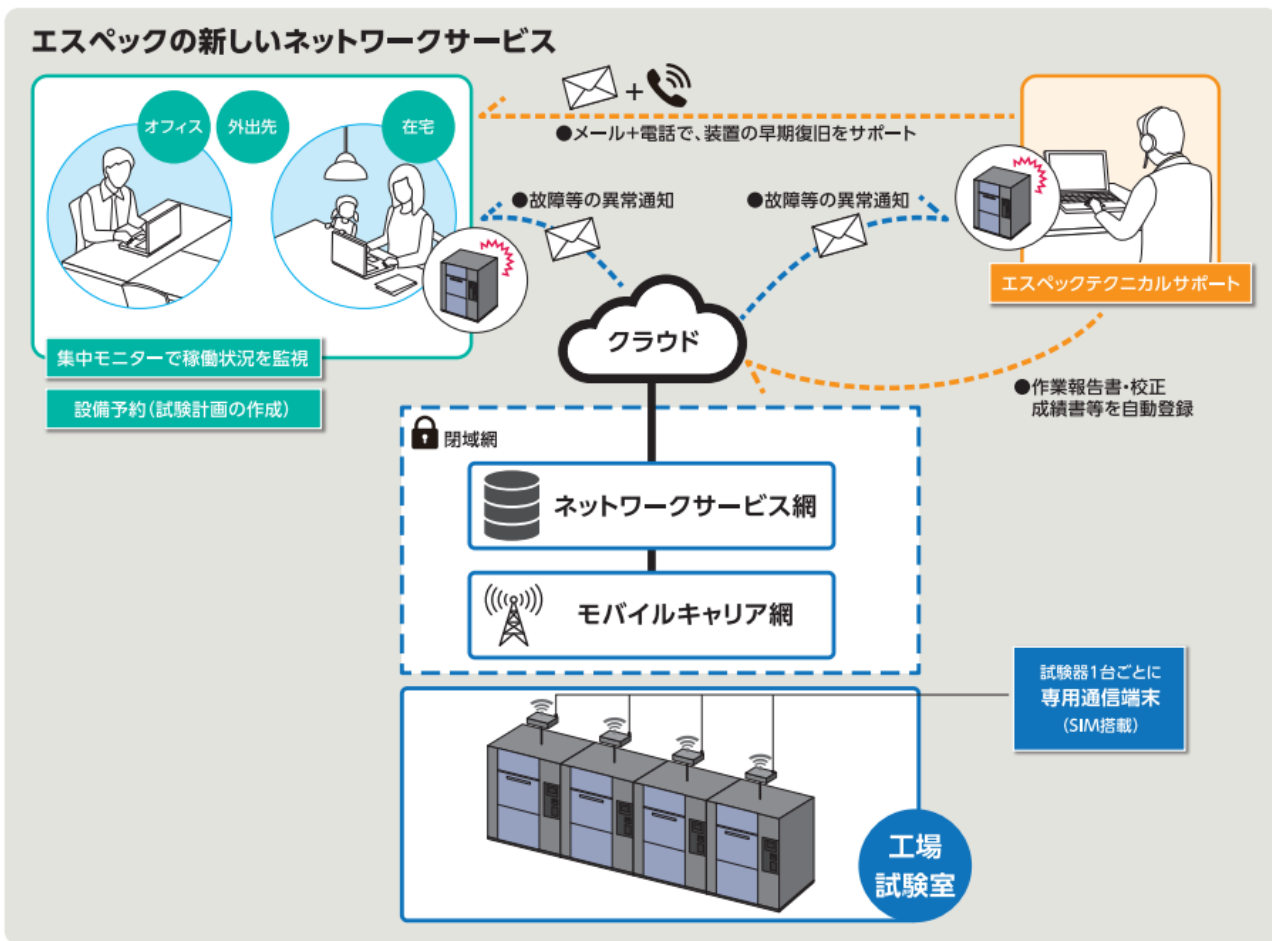 エスペックの新しいネットワークサービス
オフィス
外出先
在宅
+
●メール+電話で、装置の早期復旧をサポート
●故障等の異常通知
●故障等の異常通知
エスペックテクニカルサポート
集中モニターで稼働状況を監視
設備予約(試験計画の作成)
クラウド
●作業報告書・校正
成績書等を自動登録
閉域網
ネットワークサービス網
モバイルキャリア網
試験器1台ごとに
専用通信端末
(SIM搭載)
工場
試験室